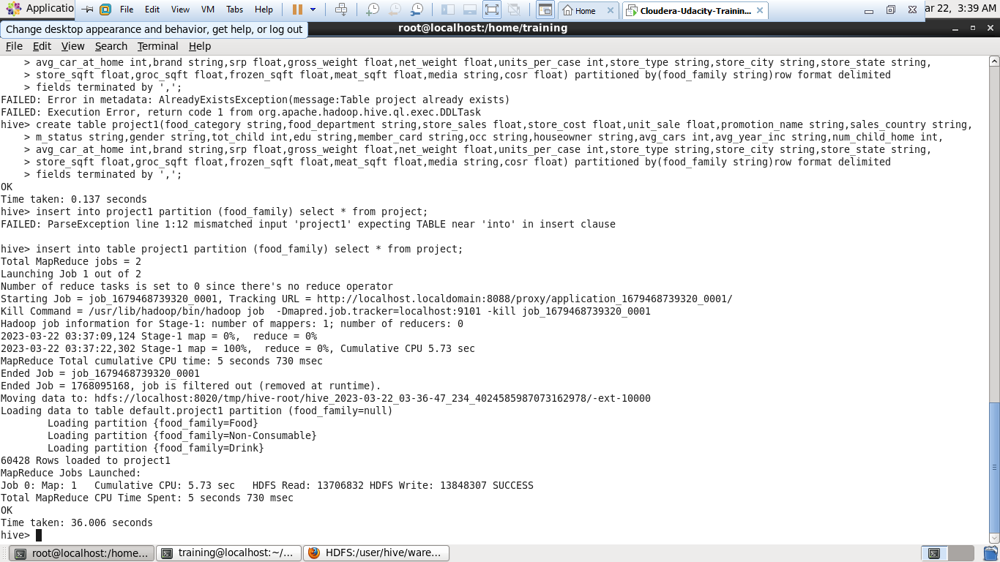 Applicatio File Edit View VM Tabs Help Home Cloudera-Udacity-Trainin... ar 22, 3:39 AM
Change desktop appearance and behavior, get help, or log out
root@localhost:/home/training
File Edit View Search Terminal Help
> avg_car_at_home int,brand string,srp float,gross_weight float,net_weight float,units_per_case int,store_type string,store_city string,store_state string,
> store_sqft float,groc_sqft float,frozen_sqft float,meat_sqft float,media string,cosr float) partitioned by(food_family string)row format delimited
> fields terminated by ',';
FAILED: Error in metadata: AlreadyExistsException(message:Table project already exists)
FAILED: Execution Error, return code 1 from org.apache.hadoop.hive.ql.exec.DDLTask
hive> create table project1(food_category string,food_department string,store_sales float,store_cost float,unit_sale float,promotion_name string,sales_country string,
> m_status string,gender string,tot_child int,edu string,member_card string,occ string,houseowner string,avg_cars int,avg_year_inc string,num_child_home int,
> avg_car_at_home int,brand string,srp float,gross_weight float,net_weight float,units_per_case int,store_type string,store_city string,store_state string,
> store_sqft float,groc_sqft float,frozen_sqft float,meat_sqft float,media string,cosr float) partitioned by(food_family string)row format delimited
> fields terminated by ',';
OK
Time taken: 0.137 seconds
hive> insert into project1 partition (food_family) select * from project;
FAILED: ParseException line 1:12 mismatched input 'project1' expecting TABLE near 'into' in insert clause
hive> insert into table project1 partition (food_family) select * from project;
Total MapReduce jobs = 2
Launching Job 1 out of 2
Number of reduce tasks is set to 0 since there's no reduce operator
Starting Job = job_1679468739320_0001, Tracking URL = http://localhost.localdomain:8088/proxy/application_1679468739320_0001/
Kill Command = /usr/lib/hadoop/bin/hadoop job  -Dmapred.job.tracker=localhost:9101 -kill job_1679468739320_0001
Hadoop job information for Stage-1: number of mappers: 1; number of reducers: 0
2023-03-22 03:37:09,124 Stage-1 map = 0%,  reduce = 0%
2023-03-22 03:37:22,302 Stage-1 map = 100%,  reduce = 0%, Cumulative CPU 5.73 sec
MapReduce Total cumulative CPU time: 5 seconds 730 msec
Ended Job = job_1679468739320_0001
Ended Job = 1768095168, job is filtered out (removed at runtime).
Moving data to: hdfs://localhost:8020/tmp/hive-root/hive_2023-03-22_03-36-47_234_4024585987073162978/-ext-10000
Loading data to table default.project1 partition (food_family=null)
Loading partition {food_family=Food}
Loading partition {food_family=Non-Consumable}
Loading partition {food_family=Drink}
60428 Rows loaded to project1
MapReduce Jobs Launched:
Job 0: Map: 1   Cumulative CPU: 5.73 sec   HDFS Read: 13706832 HDFS Write: 13848307 SUCCESS
Total MapReduce CPU Time Spent: 5 seconds 730 msec
OK
Time taken: 36.006 seconds
hive>
root@localhost:/home... training@localhost:~/... HDFS:/user/hive/ware...